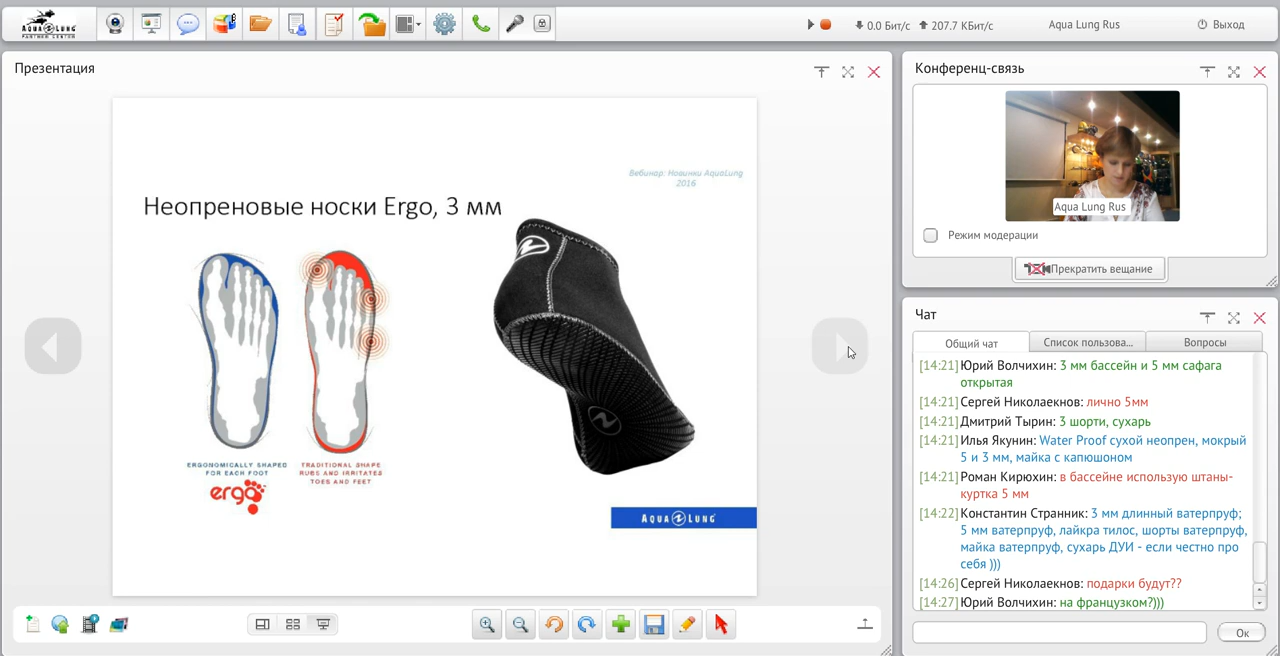 AQUA LUNG
PARTNER CENTER
0.0 Бит/с
207.7 КБит/с
Aqua Lung Rus
Выход
Презентация
Вебинар: Новинки AquaLung
2016
Неопреновые носки Ergo, 3 мм
ERGONOMICALLY SHAPED
FOR EACH FOOT
TRADITIONAL SHAPE
RUBS AND IRRITATES
TOES AND FEET
ergo
AQUA LUNG
Конференц-связь
Aqua Lung Rus
Режим модерации
Прекратить вещание
Чат
Общий чат
Список пользова...
Вопросы
[14:21] Юрий Волчихин: 3 мм бассейн и 5 мм сафага
открытая
[14:21] Сергей Николаекнов: лично 5мм
[14:21] Дмитрий Тырин: 3 шорти, сухарь
[14:21] Илья Якунин: Water Proof сухой неопрен, мокрый
5 и 3 мм, майка с капюшоном
[14:21] Роман Кирюхин: в бассейне использую штаны-
куртка 5 мм
[14:22] Константин Странник: 3 мм длинный ватерпруф;
5 мм ватерпруф, лайкра тилос, шорты ватерпруф,
майка ватерпруф, сухарь ДУИ - если честно про
себя )))
[14:26] Сергей Николаекнов: подарки будут??
[14:27] Юрий Волчихин: на французком?)))
Ок